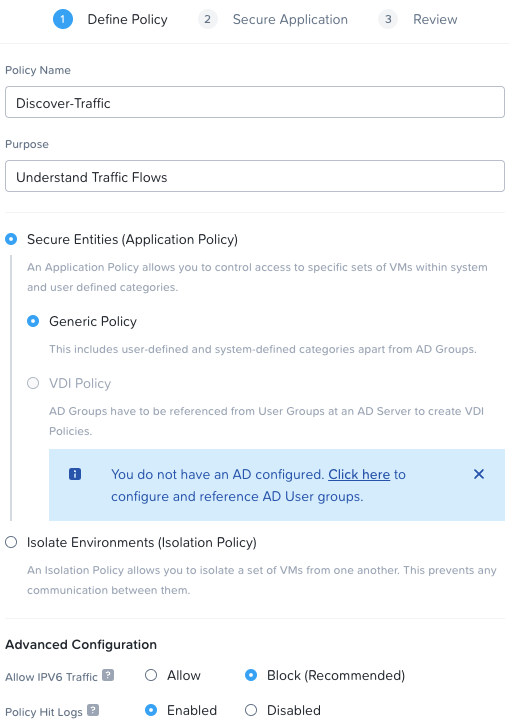 1 Define Policy 2 Secure Application 3 Review
Policy Name
Discover-Traffic
Purpose
Understand Traffic Flows
Secure Entities (Application Policy)
An Application Policy allows you to control access to specific sets of VMs within system
and user defined categories.
Generic Policy
This includes user-defined and system-defined categories apart from AD Groups.
VDI Policy
AD Groups have to be referenced from User Groups at an AD Server to create VDI
Policies.
You do not have an AD configured. Click here to
configure and reference AD User groups.
Isolate Environments (Isolation Policy)
An Isolation Policy allows you to isolate a set of VMs from one another. This prevents any
communication between them.
Advanced Configuration
Allow IPV6 Traffic ? Allow Block (Recommended)
Policy Hit Logs ? Enabled Disabled